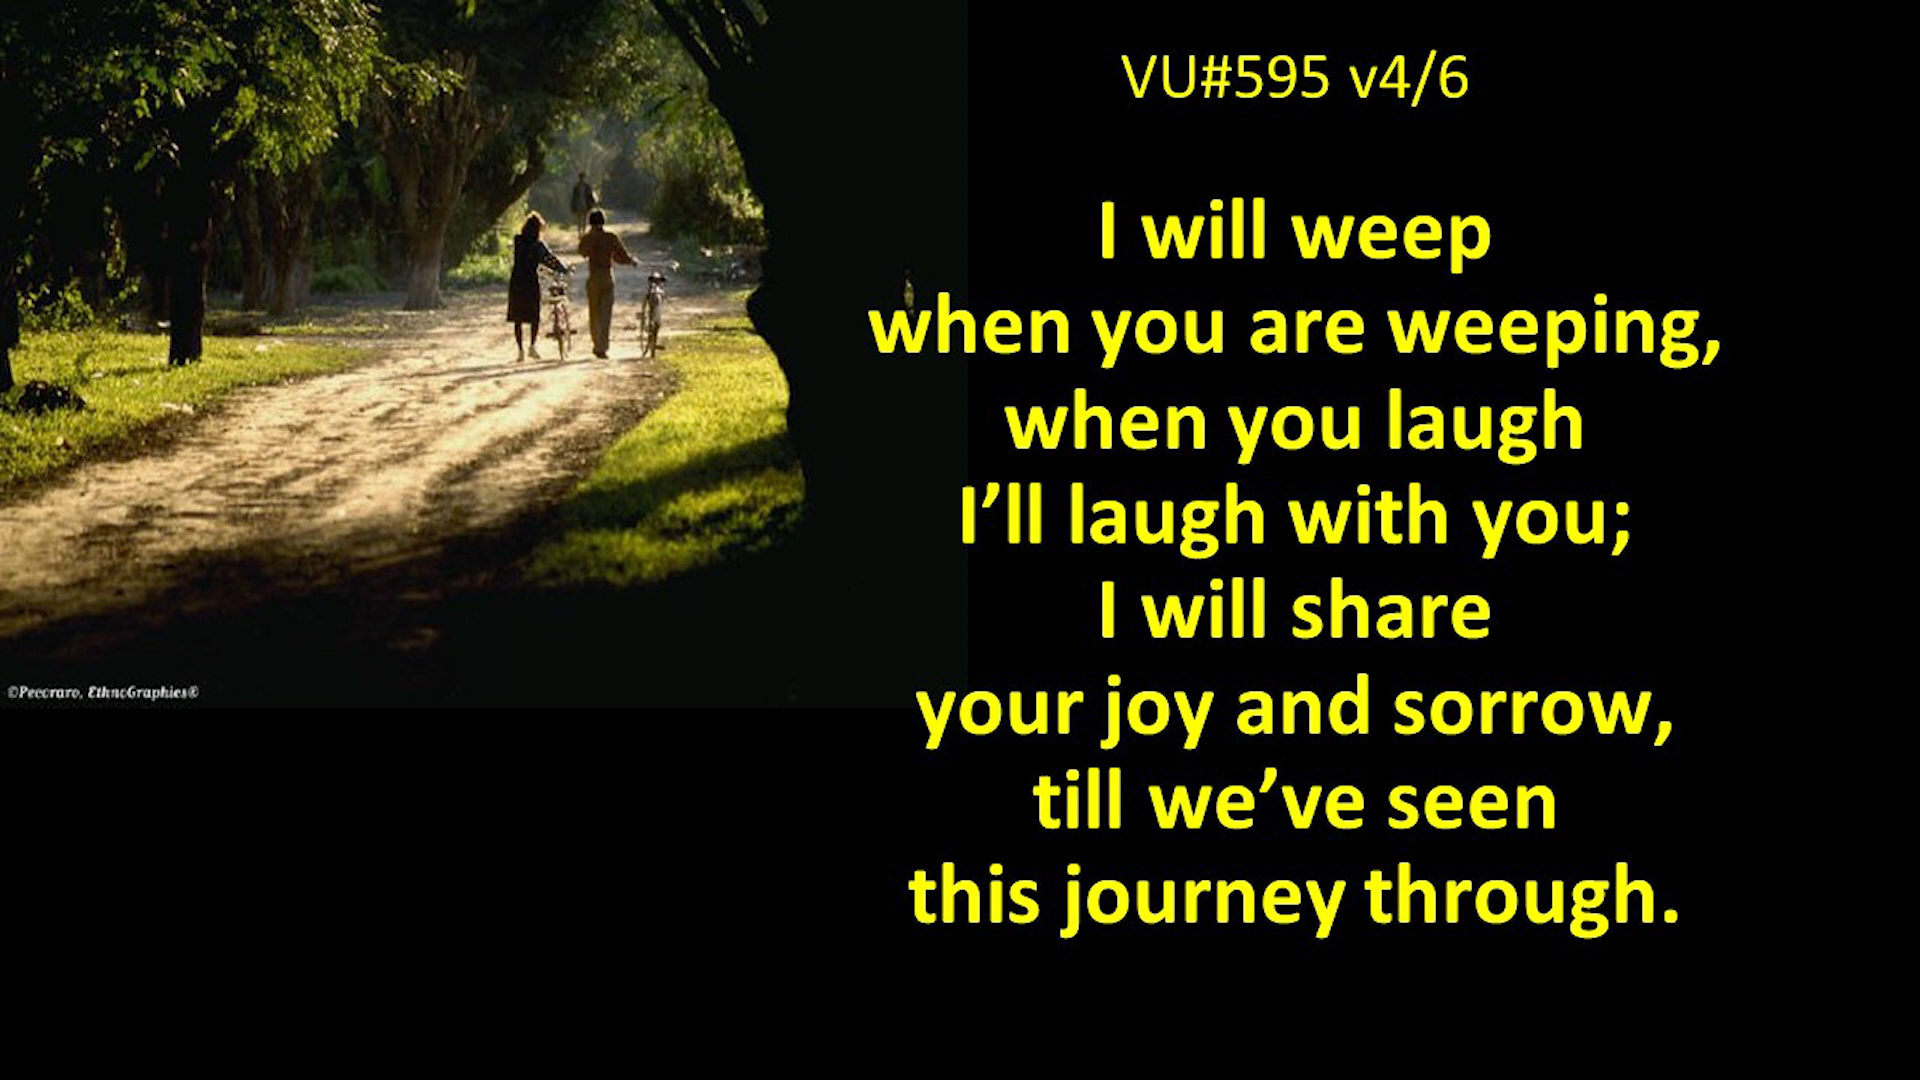 VU#595 v4/6
I will weep
when you are weeping,
when you laugh
I’ll laugh with you;
I will share
your joy and sorrow,
till we’ve seen
this journey through.
©Pecoraro, EthnoGraphics®